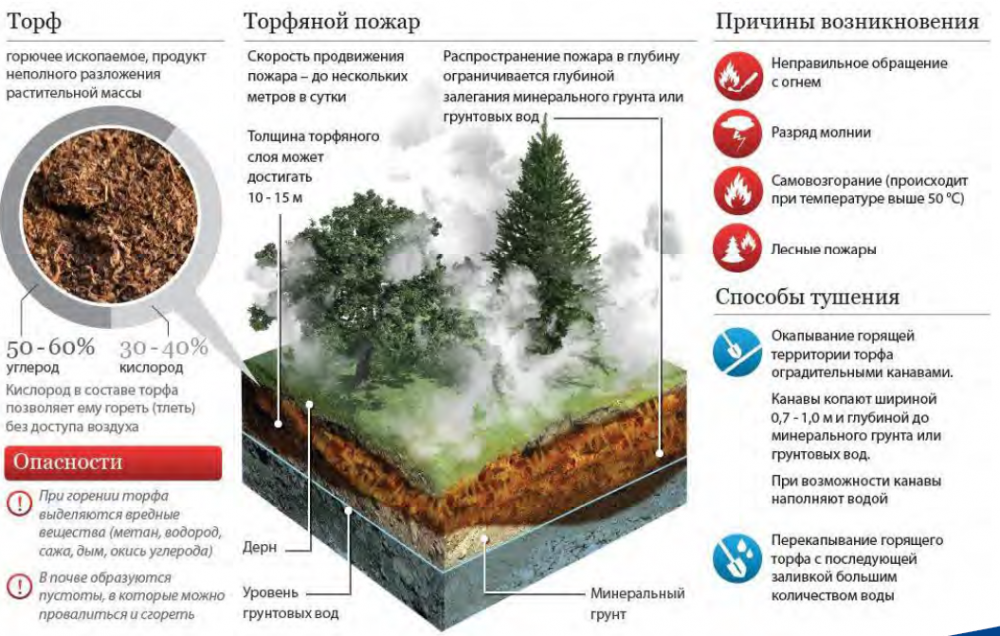 Торф
горючее ископаемое, продукт
неполного разложения
растительной массы
50-60%
углерод
30-40%
кислород
Кислород в составе торфа
позволяет ему гореть (тлеть)
без доступа воздуха
Опасности
При горении торфа
выделяются вредные
вещества (метан, водород,
сажа, дым, окись углерода)
В почве образуются
пустоты, в которые можно
провалиться и сгореть
Торфяной пожар
Скорость продвижения
пожара – до нескольких
метров в сутки
Толщина торфяного
слоя может
достигать
10 - 15 м
Распространение пожара в глубину
ограничивается глубиной
залегания минерального грунта или
грунтовых вод
Дерн
Уровень
грунтовых вод
Минеральный
грунт
Причины возникновения
Неправильное обращение
с огнем
Разряд молнии
Самовозгорание (происходит
при температуре выше 50 °С)
Лесные пожары
Способы тушения
Окапывание горящей
территории торфа
оградительными канавами.
Канавы копают шириной
0,7 - 1,0 м и глубиной до
минерального грунта или
грунтовых вод.
При возможности канавы
наполняют водой
Перекапывание горящего
торфа с последующей
заливкой большим
количеством воды